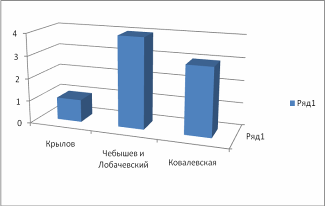 4
3
2
1
0
Крылов
Чебышев и
Лобачевский
Ковалевская
Ряд1
Ряд1